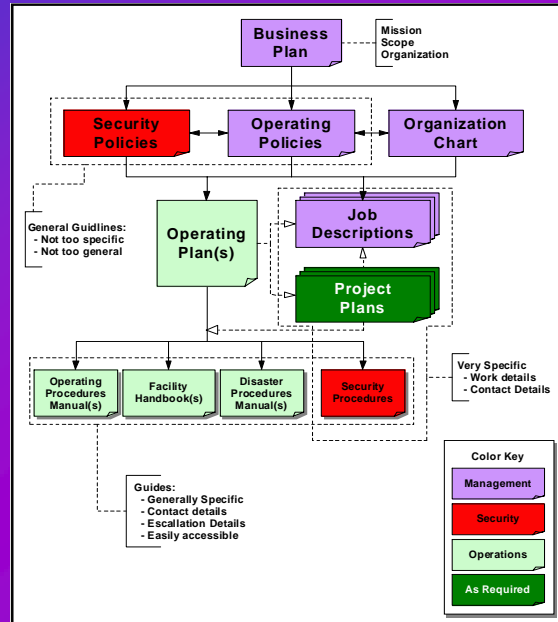 Business
Plan
Mission
Scope
Organization
Security
Policies
Operating
Policies
Organization
Chart
General Guidlines:
- Not too specific
- Not too general
Operating
Plan(s)
Job
Descriptions
Project
Plans
Operating
Procedures
Manual(s)
Facility
Handbook(s)
Disaster
Procedures
Manual(s)
Security
Procedures
Very Specific
- Work details
- Contact Details
Guides:
- Generally Specific
- Contact details
- Escallation Details
- Easily accessible
Color Key
Management
Security
Operations
As Required